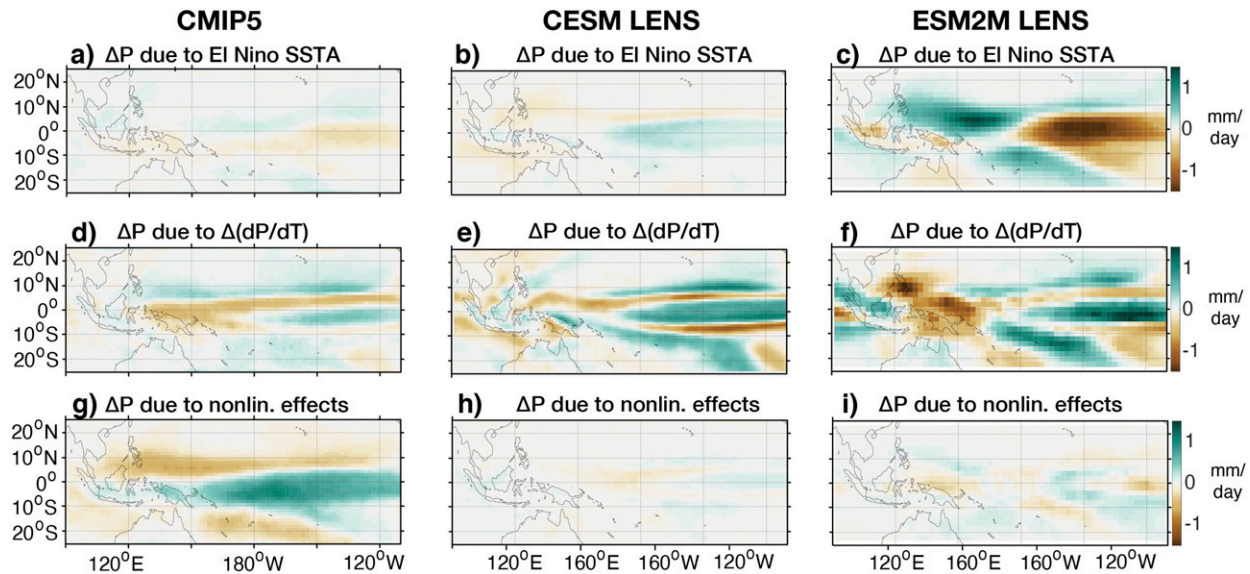 CMIP5 CESM LENS ESM2M LENS
a) ΔP due to El Nino SSTA b) ΔP due to El Nino SSTA c) ΔP due to El Nino SSTA
20°N
10°N
0°
10°S
20°S
1
0
-1
mm/
day
d) ΔP due to Δ(dP/dT) e) ΔP due to Δ(dP/dT) f) ΔP due to Δ(dP/dT)
20°N
10°N
0°
10°S
20°S
1
0
-1
g) ΔP due to nonlin. effects h) ΔP due to nonlin. effects i) ΔP due to nonlin. effects
20°N
10°N
0°
10°S
20°S
1
0
-1
mm/
day
120°E 180°W 120°W 120°E 160°E 160°W 120°W 120°E 160°E 160°W 120°W